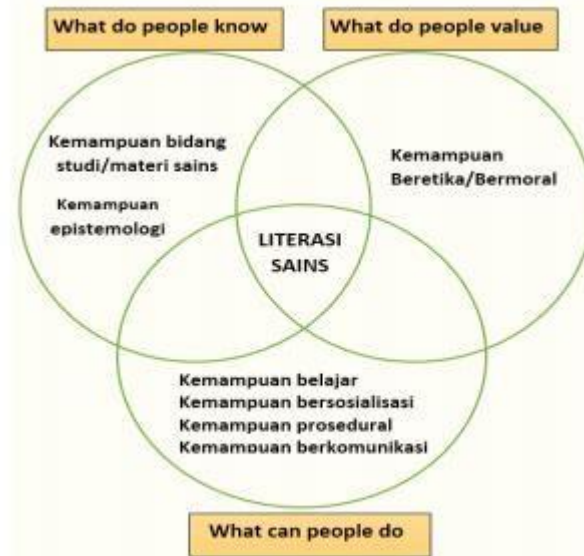 What do people know
What do people value
Kemampuan bidang
studi/materi sains
Kemampuan
epistemologi
Kemampuan
Beretika/Bermoral
LITERASI
SAINS
Kemampuan belajar
Kemampuan bersosialisasi
Kemampuan prosedural
Kemampuan berkomunikasi
What can people do